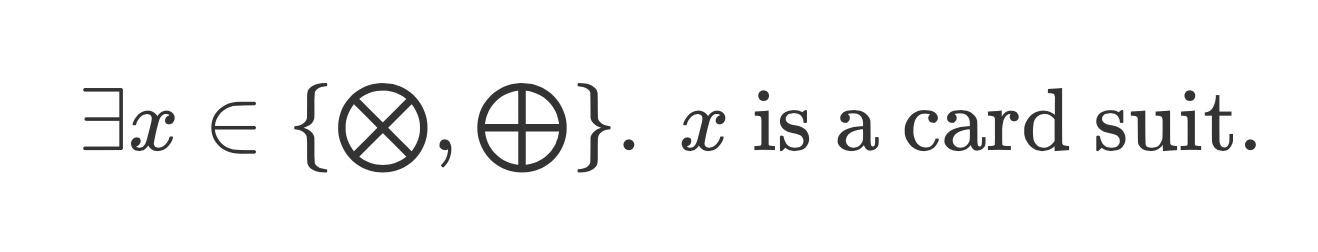 ∃x ∈ {⊗, ⊕}. x is a card suit.